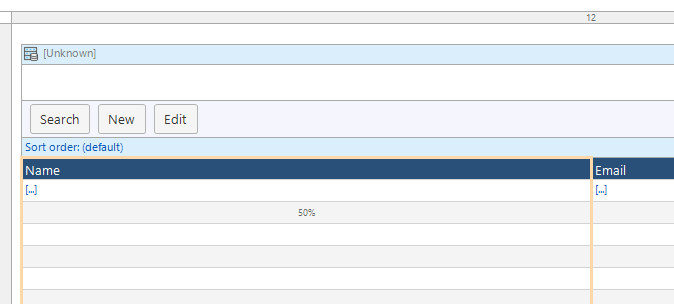 12
[Unknown]
Search New Edit
Sort order: (default)
Name Email
[...] [...]
50%